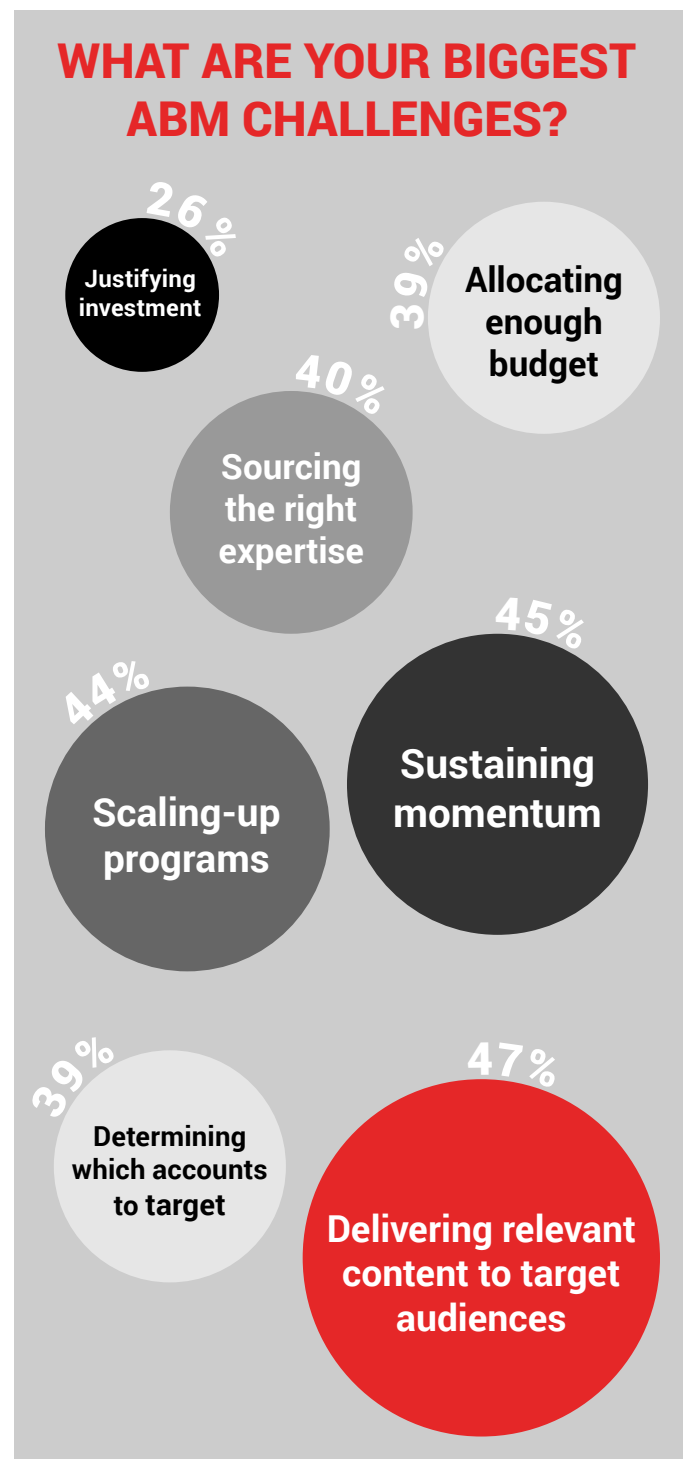 WHAT ARE YOUR BIGGEST
ABM CHALLENGES?
26%
Justifying
investment
39%
Allocating
enough
budget
40%
Sourcing
the right
expertise
45%
Sustaining
momentum
44%
Scaling-up
programs
39%
Determining
which accounts
to target
47%
Delivering relevant
content to target
audiences